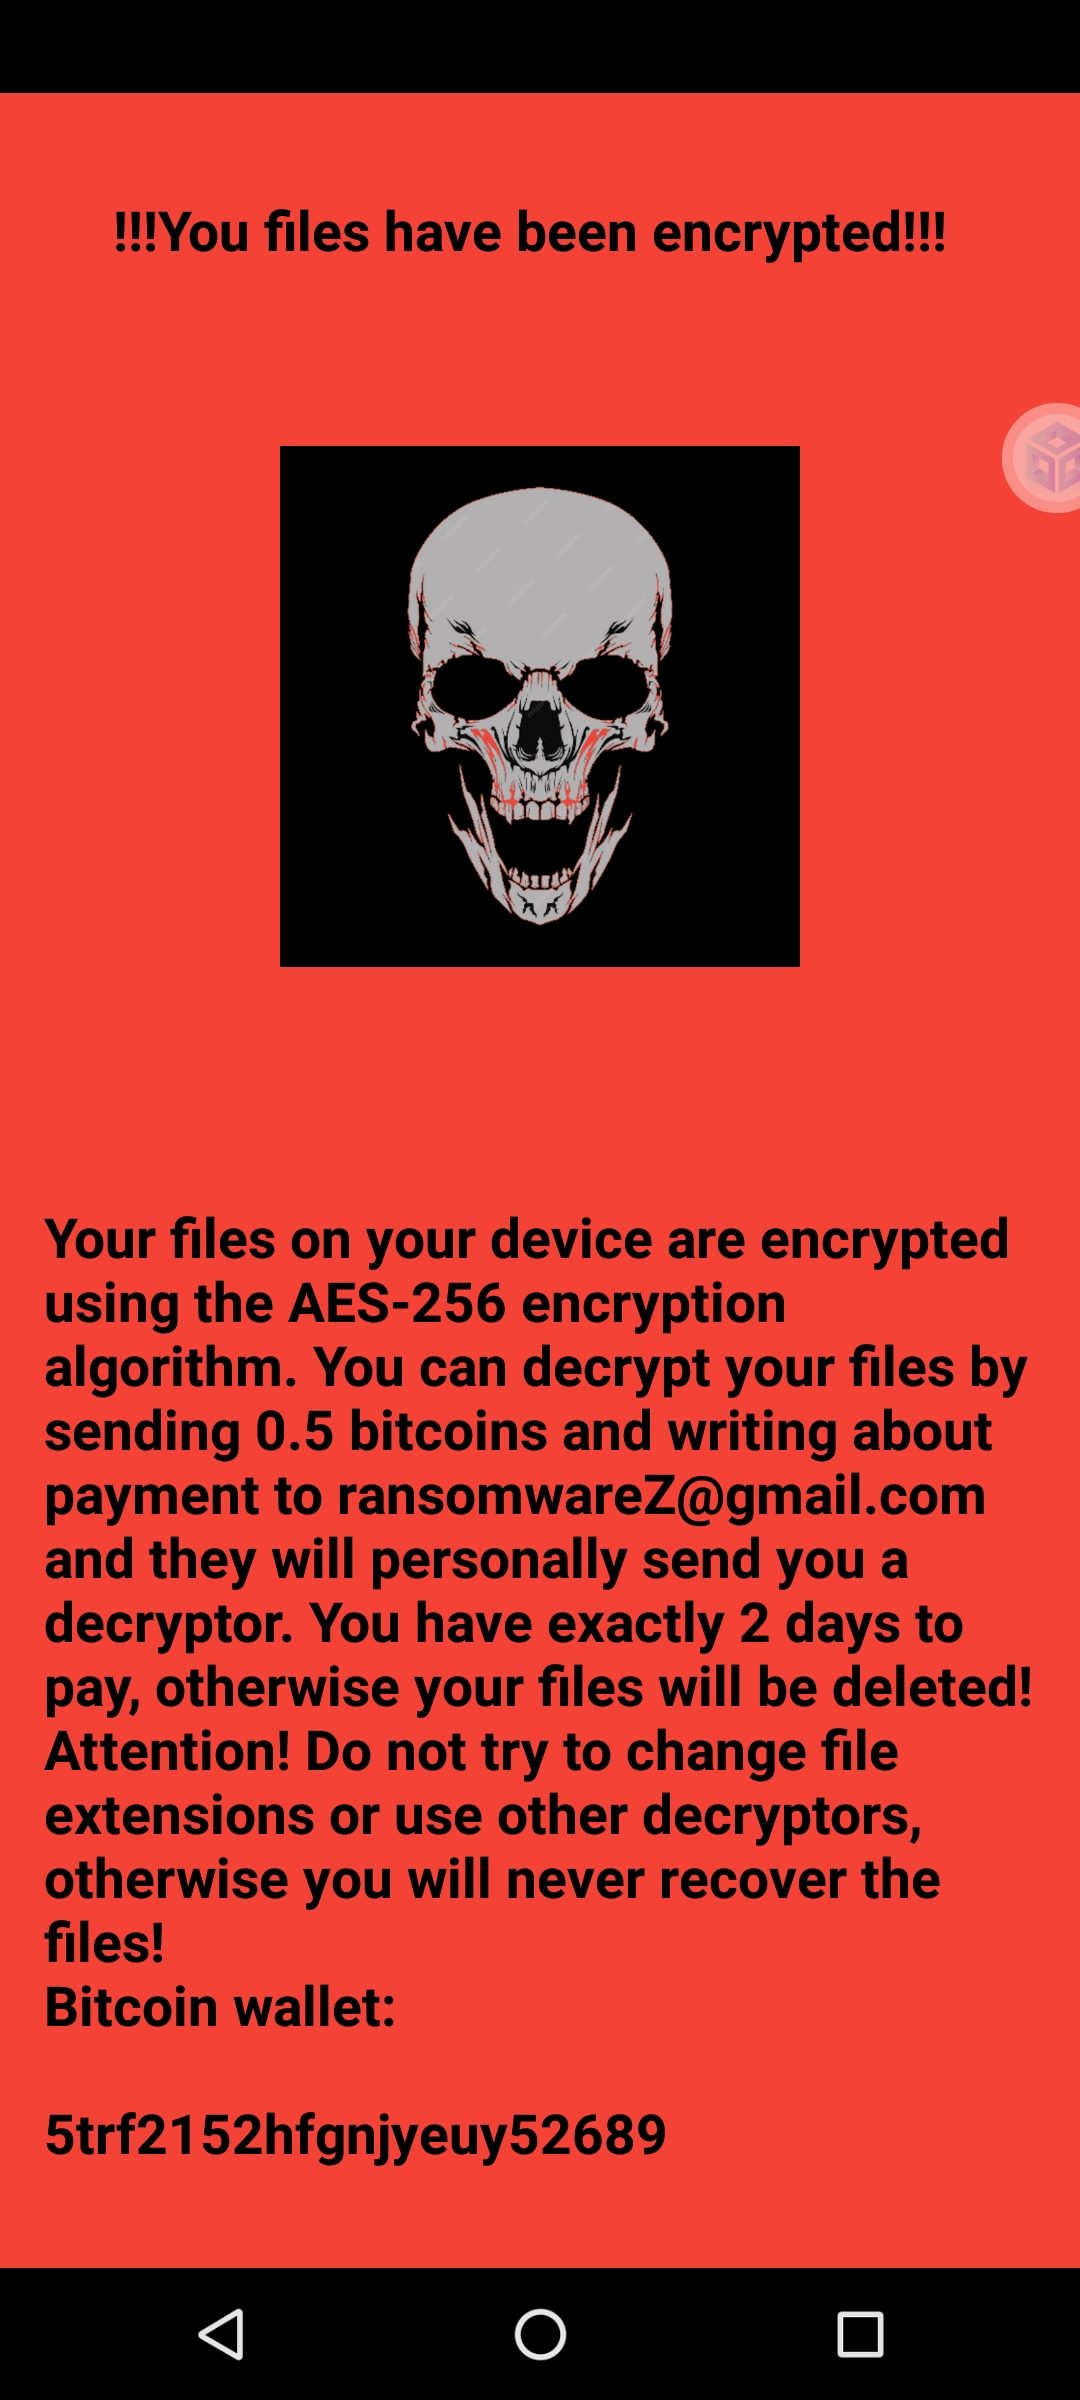 !!!You files have been encrypted!!!
Your files on your device are encrypted
using the AES-256 encryption
algorithm. You can decrypt your files by
sending 0.5 bitcoins and writing about
payment to ransomwareZ@gmail.com
and they will personally send you a
decryptor. You have exactly 2 days to
pay, otherwise your files will be deleted!
Attention! Do not try to change file
extensions or use other decryptors,
otherwise you will never recover the
files!
Bitcoin wallet:
5trf2152hfgnjyeuy52689